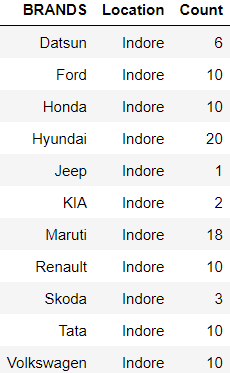 BRANDS Location Count
Datsun Indore 6
Ford Indore 10
Honda Indore 10
Hyundai Indore 20
Jeep Indore 1
KIA Indore 2
Maruti Indore 18
Renault Indore 10
Skoda Indore 3
Tata Indore 10
Volkswagen Indore 10